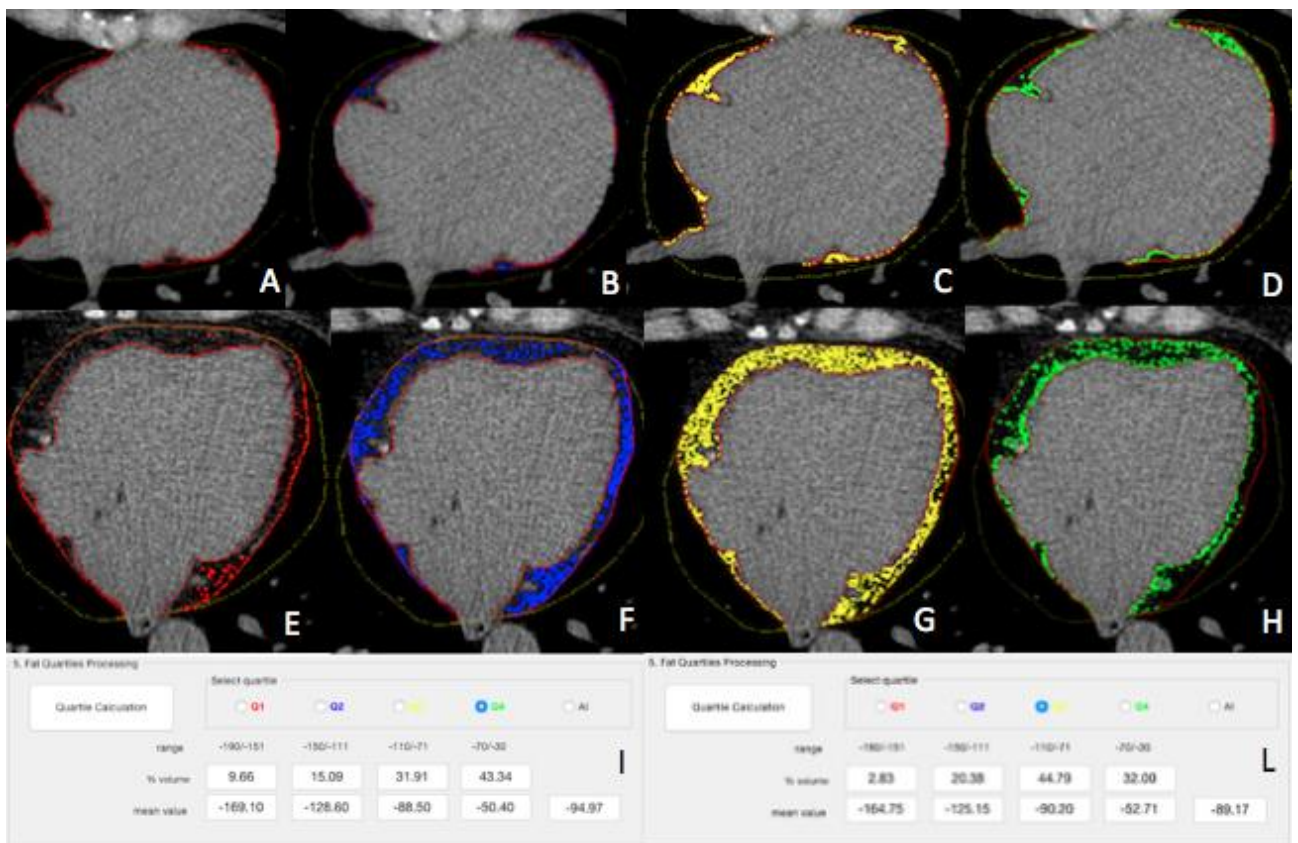 A B C D
E F G H
5. Fat Quartiles Processing
Select quartile
Quartile Calculation
Q1 Q2 Q4 All
range -190/-151 -150/-111 -110/-71 -70/-30
I
% volume 9.66 15.09 31.91 43.34
mean value -169.10 -128.60 -88.50 -50.40 -94.97
5. Fat Quartiles Processing
Select quartile
Quartile Calculation
Q1 Q2 Q4 All
range -190/-151 -150/-111 -110/-71 -70/-30
L
% volume 2.83 20.38 44.79 32.00
mean value -164.75 -125.15 -90.20 -52.71 -89.17